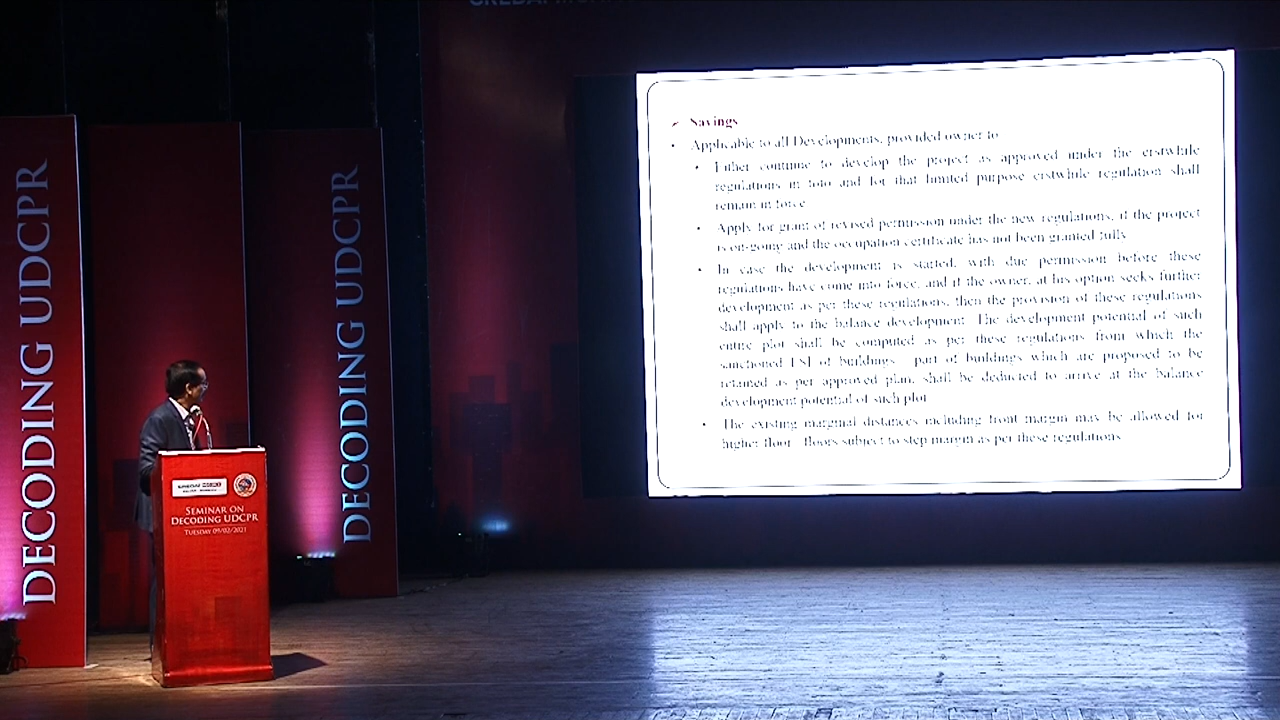 DECODING UDCPR
DECODING UDCPR
SEMINAR ON
DECODING UDCPR
TUESDAY 09/02/2021
➤ Savings
• Applicable to all Developments, provided owner to
• Either continue to develop the project as approved under the erstwhile
regulations in toto and for that limited purpose erstwhile regulation shall
remain in force
• Apply for grant of revised permission under the new regulations, if the project
is on-going and the occupation certificate has not been granted fully
• In case the development is started, with due permission before these
regulations have come into force, and if the owner, at his option seeks further
development as per these regulations, then the provision of these regulations
shall apply to the balance development. The development potential of such
entire plot shall be computed as per these regulations from which the
sanctioned FSI of buildings part of buildings which are proposed to be
retained as per approved plan, shall be deducted to arrive at the balance
development potential of such plot
• The existing marginal distances including front margin may be allowed for
higher floor floors subject to step margin as per these regulations